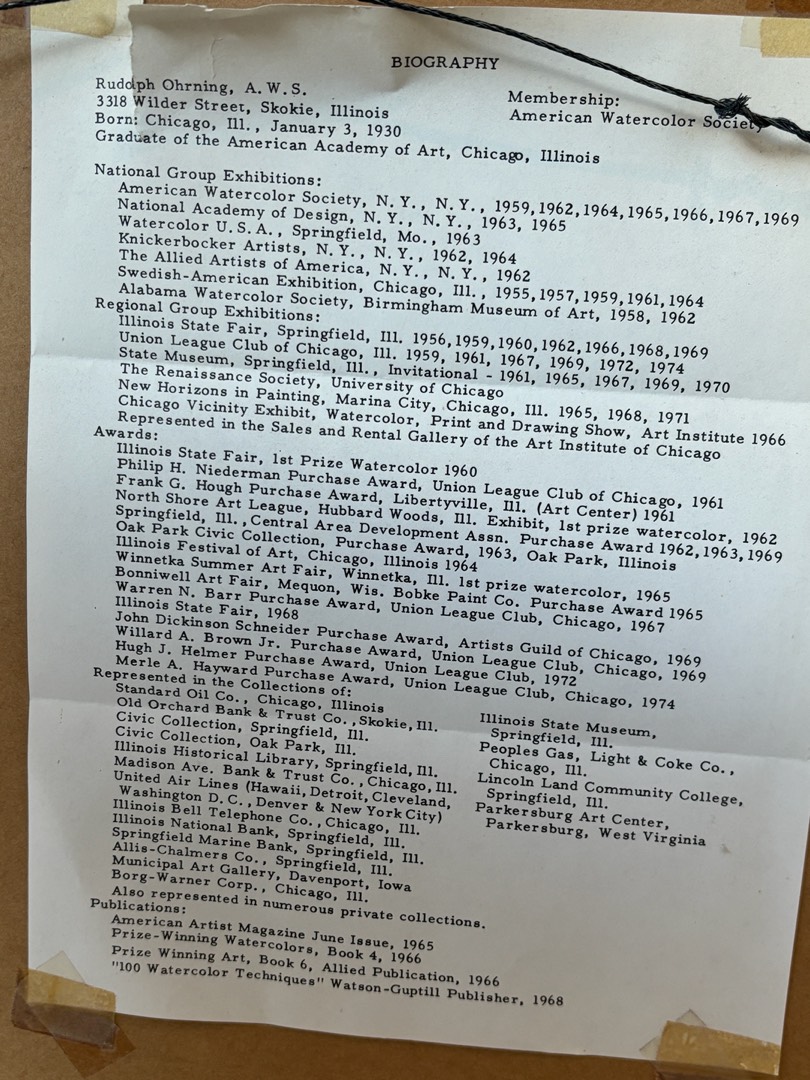 BIOGRAPHY
Rudolph Ohrning, A.W.S.
3318 Wilder Street, Skokie, Illinois
Born: Chicago, Ill., January 3, 1930
Graduate of the American Academy of Art, Chicago, Illinois
Membership:
American Watercolor Society
National Group Exhibitions:
American Watercolor Society, N.Y., N.Y., 1959,1962,1964,1965,1966,1967,1969
National Academy of Design, N.Y., N.Y., 1963, 1965
Watercolor U.S.A., Springfield, Mo., 1963
Knickerbocker Artists, N.Y., N.Y., 1962, 1964
The Allied Artists of America, N.Y., N.Y., 1962
Swedish-American Exhibition, Chicago, Ill., 1955,1957,1959,1961,1964
Alabama Watercolor Society, Birmingham Museum of Art, 1958, 1962
Regional Group Exhibitions:
Illinois State Fair, Springfield, Ill. 1956,1959,1960,1962,1966,1968,1969
Union League Club of Chicago, Ill. 1959, 1961, 1967, 1969, 1972, 1974
State Museum, Springfield, Ill., Invitational - 1961, 1965, 1967, 1969, 1970
The Renaissance Society, University of Chicago
New Horizons in Painting, Marina City, Chicago, Ill. 1965, 1968, 1971
Chicago Vicinity Exhibit, Watercolor, Print and Drawing Show, Art Institute 1966
Represented in the Sales and Rental Gallery of the Art Institute of Chicago
Awards:
Illinois State Fair, 1st Prize Watercolor 1960
Philip H. Niederman Purchase Award, Union League Club of Chicago, 1961
Frank G. Hough Purchase Award, Libertyville, Ill. (Art Center) 1961
North Shore Art League, Hubbard Woods, Ill. Exhibit, 1st prize watercolor, 1962
Springfield, Ill., Central Area Development Assn. Purchase Award 1962,1963,1969
Oak Park Civic Collection, Purchase Award, 1963, Oak Park, Illinois
Illinois Festival of Art, Chicago, Illinois 1964
Winnetka Summer Art Fair, Winnetka, Ill. 1st prize watercolor, 1965
Bonniwell Art Fair, Mequon, Wis. Bobke Paint Co. Purchase Award 1965
Warren N. Barr Purchase Award, Union League Club, Chicago, 1967
Illinois State Fair, 1968
John Dickinson Schneider Purchase Award, Artists Guild of Chicago, 1969
Willard A. Brown Jr. Purchase Award, Union League Club, Chicago, 1969
Hugh J. Helmer Purchase Award, Union League Club, 1972
Merle A. Hayward Purchase Award, Union League Club, Chicago, 1974
Represented in the Collections of:
Standard Oil Co., Chicago, Illinois
Old Orchard Bank & Trust Co., Skokie, Ill.
Civic Collection, Springfield, Ill.
Civic Collection, Oak Park, Ill.
Illinois Historical Library, Springfield, Ill.
Madison Ave. Bank & Trust Co., Chicago, Ill.
United Air Lines (Hawaii, Detroit, Cleveland,
Washington D.C., Denver & New York City)
Illinois Bell Telephone Co., Chicago, Ill.
Illinois National Bank, Springfield, Ill.
Springfield Marine Bank, Springfield, Ill.
Allis-Chalmers Co., Springfield, Ill.
Municipal Art Gallery, Davenport, Iowa
Borg-Warner Corp., Chicago, Ill.
Also represented in numerous private collections.
Illinois State Museum,
Springfield, Ill.
Peoples Gas, Light & Coke Co.,
Chicago, Ill.
Lincoln Land Community College,
Springfield, Ill.
Parkersburg Art Center,
Parkersburg, West Virginia
Publications:
American Artist Magazine June Issue, 1965
Prize-Winning Watercolors, Book 4, 1966
Prize Winning Art, Book 6, Allied Publication, 1966
"100 Watercolor Techniques" Watson-Guptill Publisher, 1968